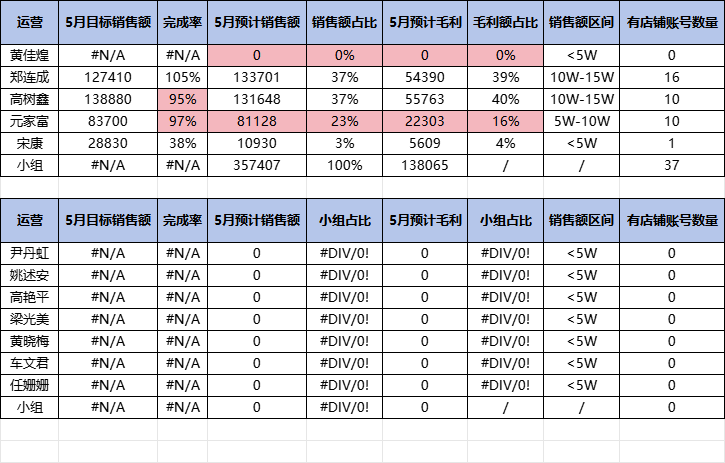 运营 5月目标销售额 完成率 5月预计销售额 销售额占比 5月预计毛利 毛利额占比 销售额区间 有店铺账号数量
黄佳煌 #N/A #N/A 0 0% 0 0% <5W 0
郑连成 127410 105% 133701 37% 54390 39% 10W-15W 16
高树鑫 138880 95% 131648 37% 55763 40% 10W-15W 10
元家富 83700 97% 81128 23% 22303 16% 5W-10W 10
宋康 28830 38% 10930 3% 5609 4% <5W 1
小组 #N/A #N/A 357407 100% 138065 / / 37
运营 5月目标销售额 完成率 5月预计销售额 小组占比 5月预计毛利 小组占比 销售额区间 有店铺账号数量
尹丹虹 #N/A #N/A 0 #DIV/0! 0 #DIV/0! <5W 0
姚述安 #N/A #N/A 0 #DIV/0! 0 #DIV/0! <5W 0
高艳平 #N/A #N/A 0 #DIV/0! 0 #DIV/0! <5W 0
梁光美 #N/A #N/A 0 #DIV/0! 0 #DIV/0! <5W 0
黄晓梅 #N/A #N/A 0 #DIV/0! 0 #DIV/0! <5W 0
车文君 #N/A #N/A 0 #DIV/0! 0 #DIV/0! <5W 0
任姗姗 #N/A #N/A 0 #DIV/0! 0 #DIV/0! <5W 0
小组 #N/A #N/A 0 #DIV/0! 0 / / 0